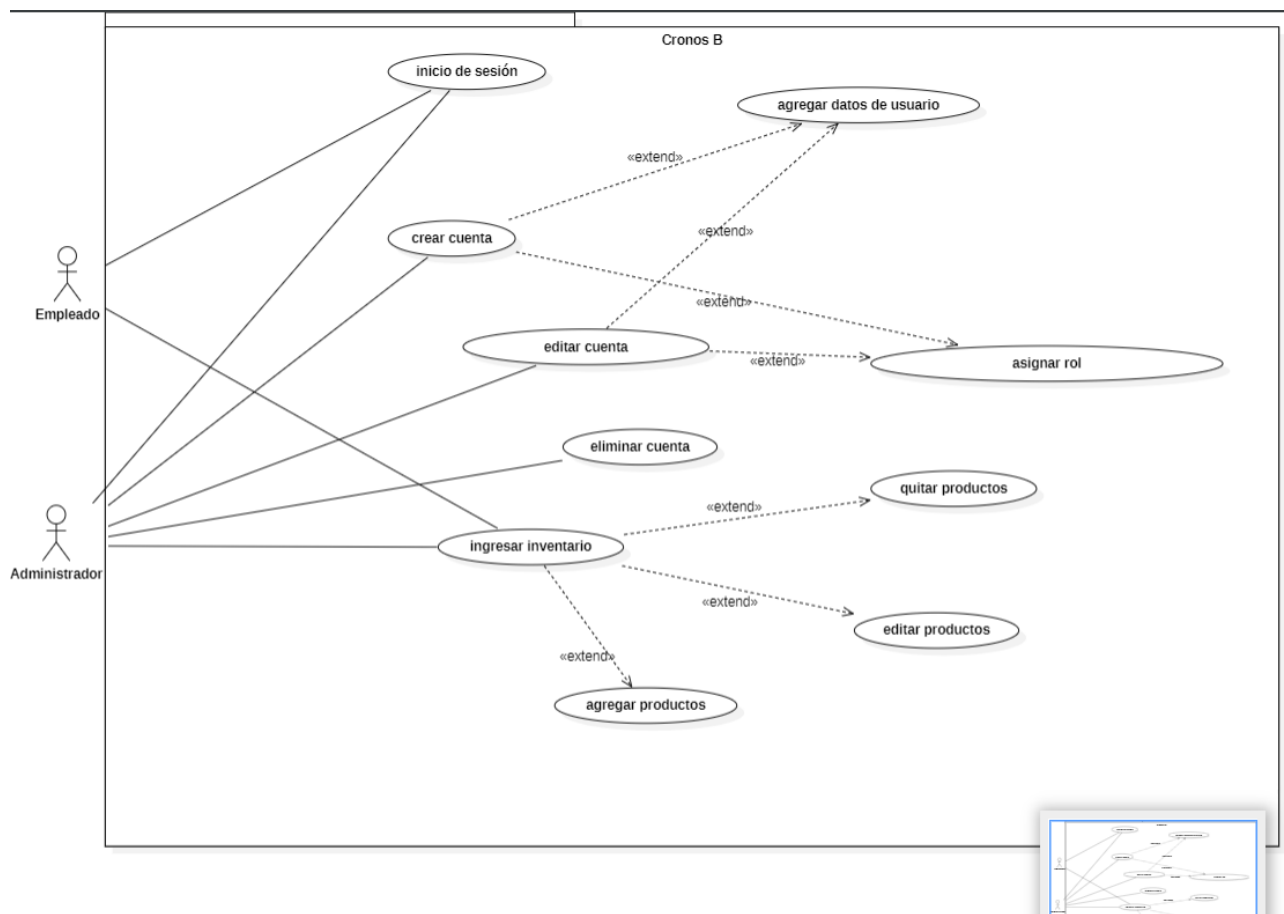 Cronos B
inicio de sesión
agregar datos de usuario
«extend»
crear cuenta
«extend»
Empleado
«extend»
editar cuenta
«extend»
asignar rol
eliminar cuenta
quitar productos
«extend»
ingresar inventario
Administrador
«extend»
editar productos
«extend»
agregar productos